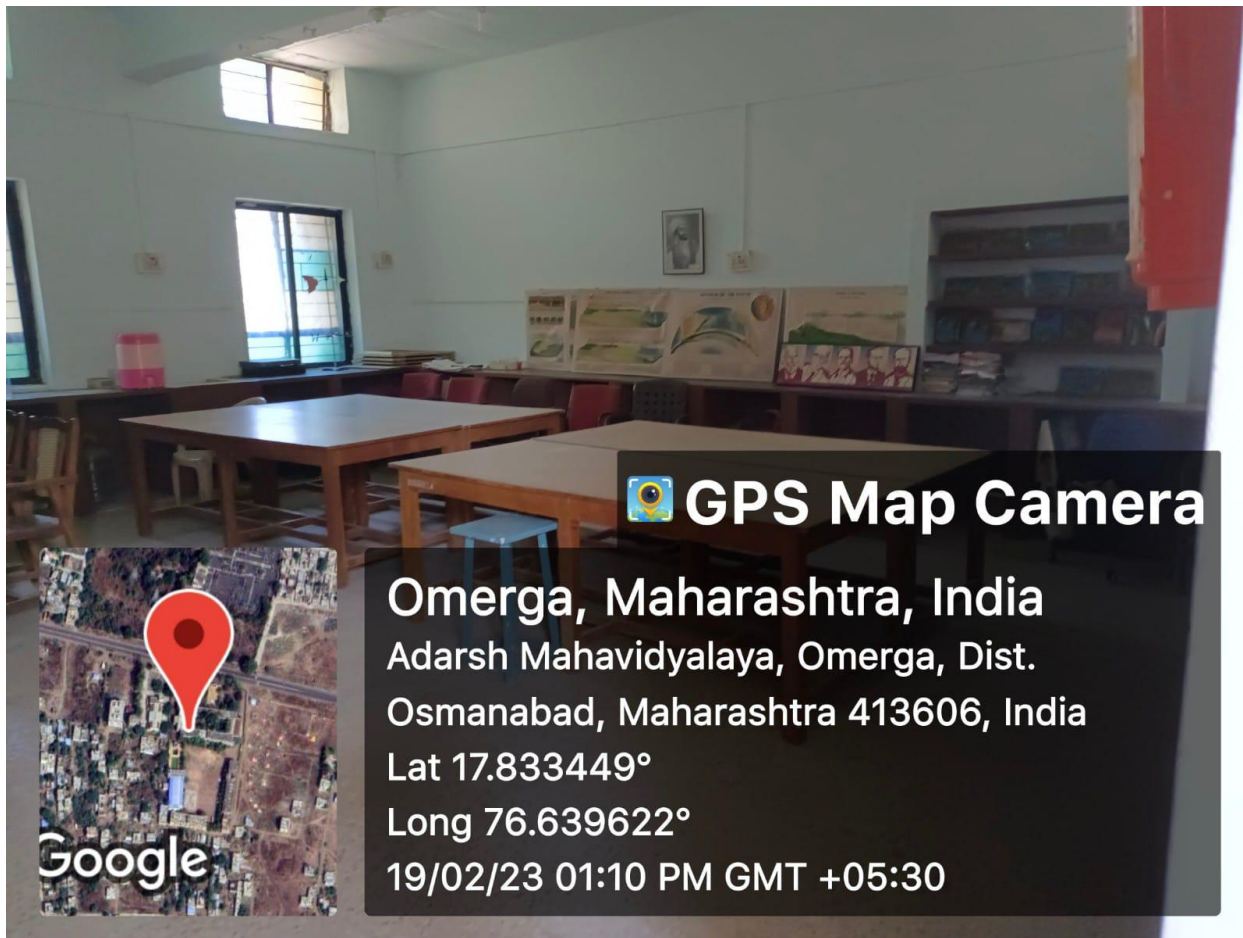 GPS Map Camera
Omerga, Maharashtra, India
Adarsh Mahavidyalaya, Omerga, Dist.
Osmanabad, Maharashtra 413606, India
Lat 17.833449°
Long 76.639622°
19/02/23 01:10 PM GMT +05:30
Google